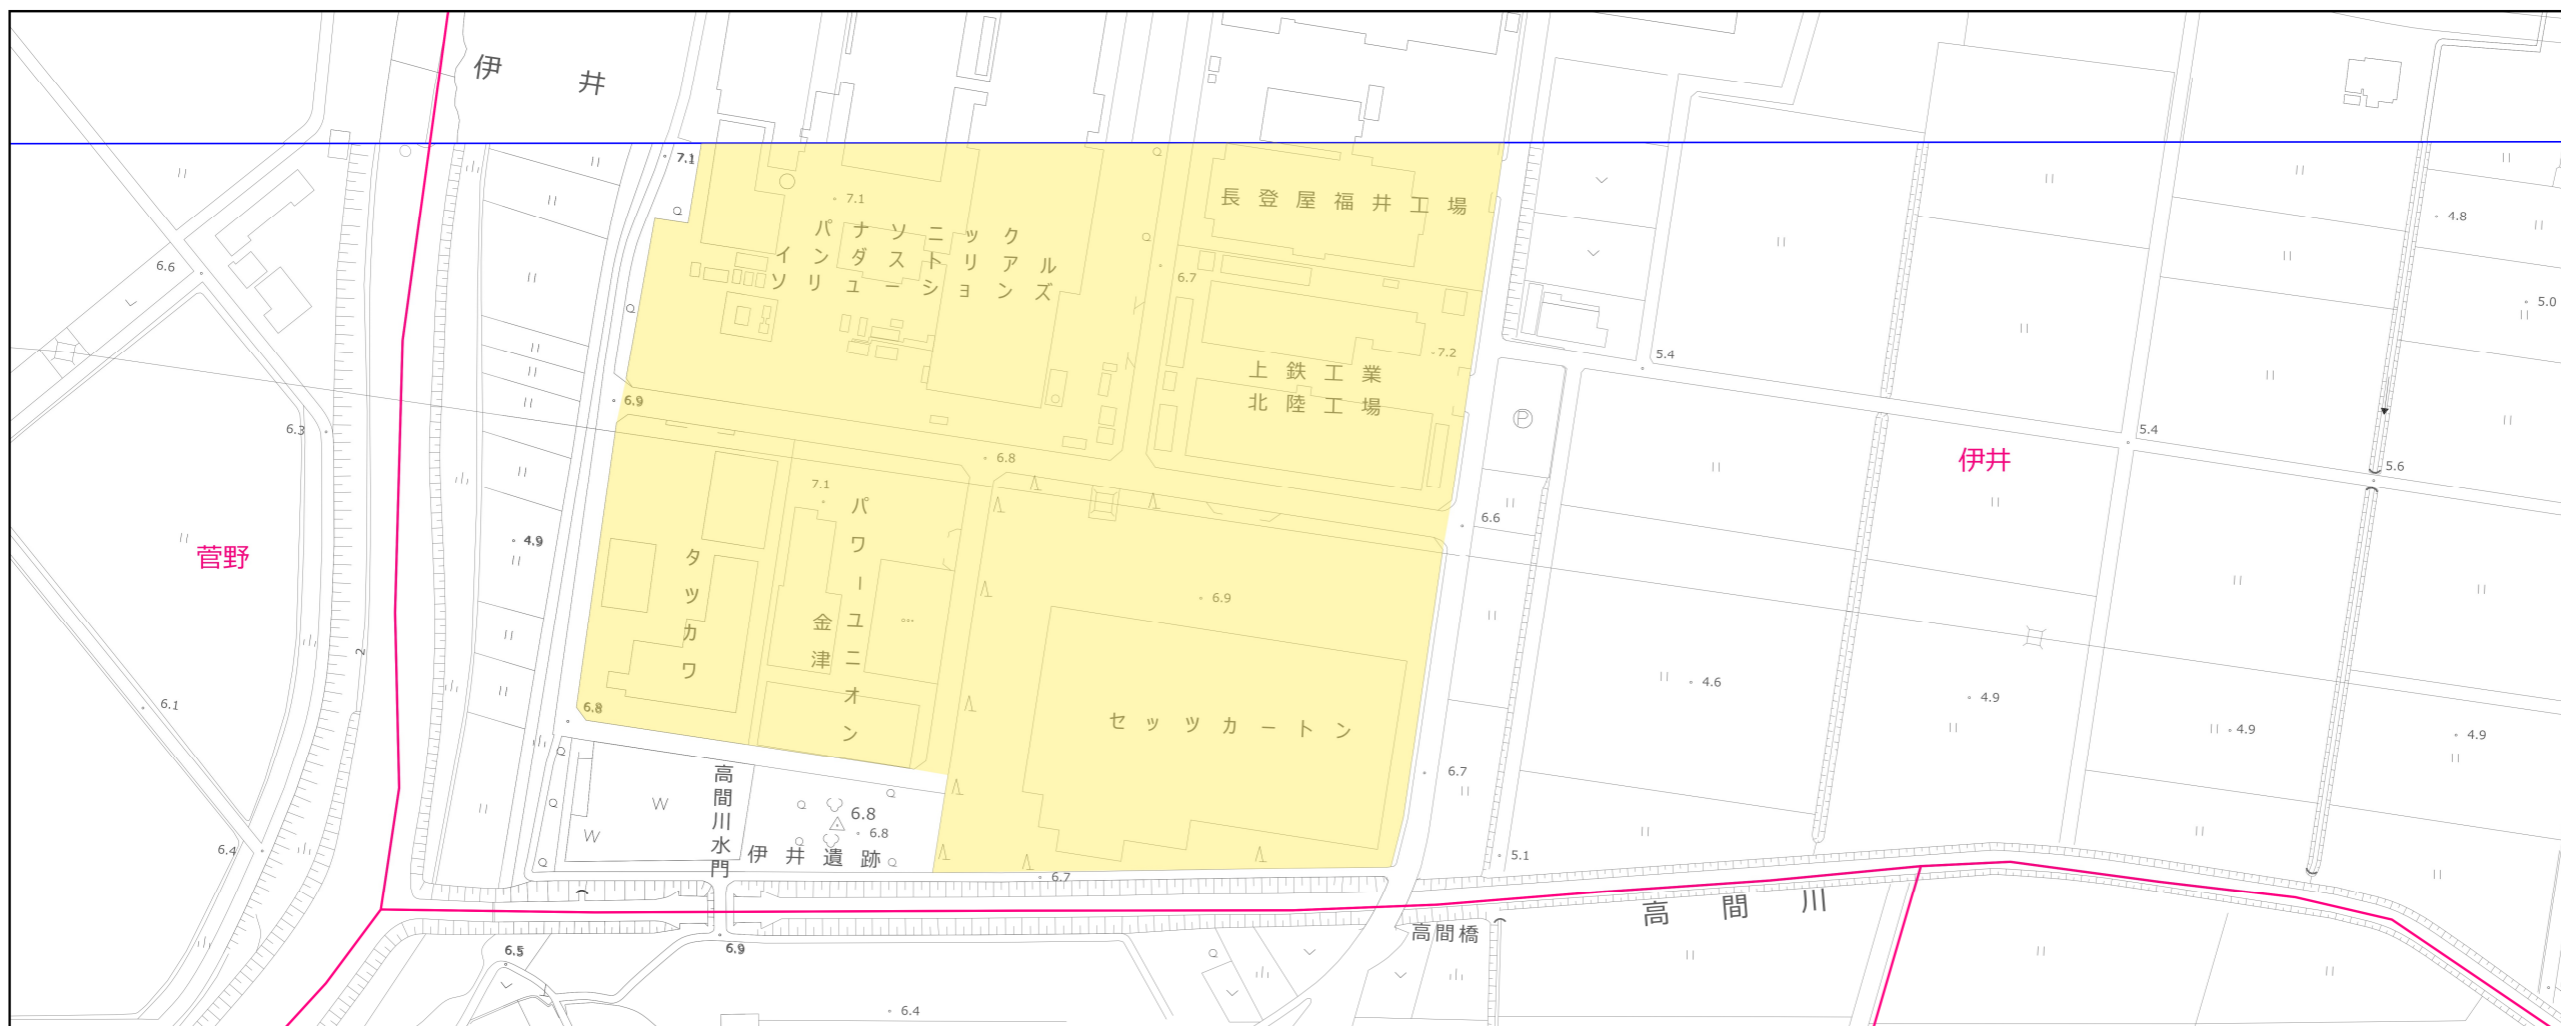 伊井
7.1
長登屋福井工場
7.1
パナソニック
インダストリアル
ソリューションズ
4.8
6.6
6.7
5.0
7.2
5.4
上鉄工業
北陸工場
6.9
6.3
5.4
6.8
伊井
5.6
7.1
パワーユニオン
金津
6.6
4.9
菅野
タッカワ
6.9
2
4.6
4.9
6.1
6.8
セッツカートン
4.9
4.9
6.7
高間川水門
6.8
6.8
伊井遺跡
6.4
5.1
6.7
高間川
高間橋
6.5
6.9
6.4
P